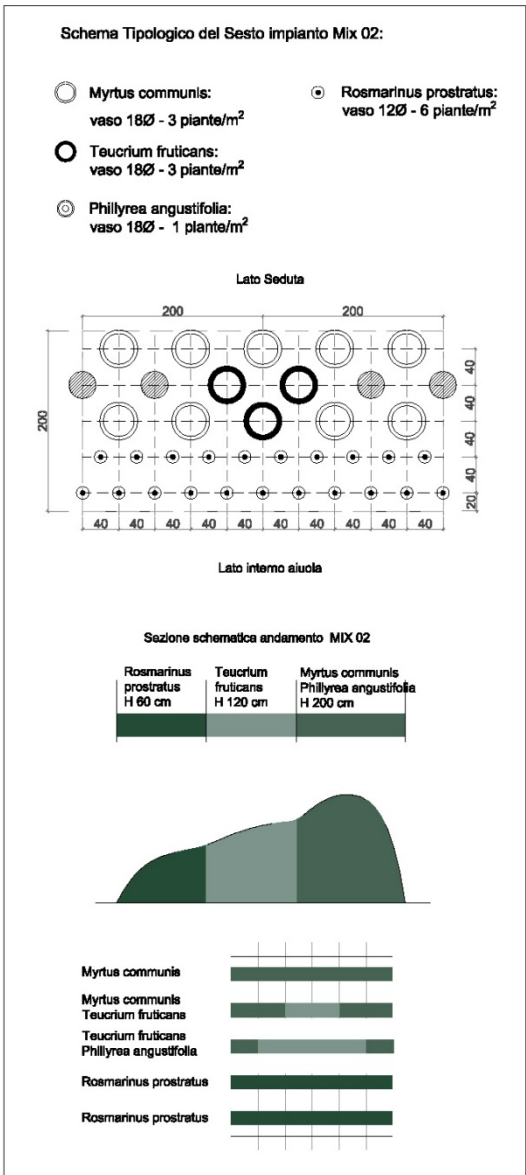 Schema Tipologico del Sesto impianto Mix 02:
Myrtus communis:
vaso 18Ø - 3 piante/m²
Rosmarinus prostratus:
vaso 12Ø - 6 piante/m²
Teucrium fruticans:
vaso 18Ø - 3 piante/m²
Phillyrea angustifolia:
vaso 18Ø - 1 piante/m²
Lato Seduta
200 200
200
40
40
40
40
20
40 40 40 40 40 40 40 40 40 40
Lato interno aiuola
Sezione schematica andamento MIX 02
Rosmarinus
prostratus
H 60 cm
Teucrium
fruticans
H 120 cm
Myrtus communis
Phillyrea angustifolia
H 200 cm
Myrtus communis
Myrtus communis
Teucrium fruticans
Teucrium fruticans
Phillyrea angustifolia
Rosmarinus prostratus
Rosmarinus prostratus